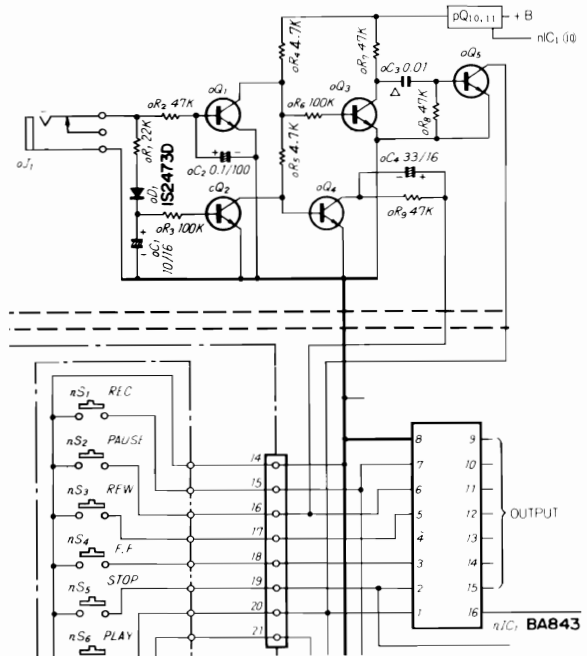 pQ10,11 + B
nIC1 (10)
oR4 4.7K
oR7 47K
oC3 0.01
oQ5
oQ1
oR2 47K
oQ3
oR6 100K
oR8 47K
oJ1
oR1 22K
oC2 0.1/100
oR5 4.7K
oC4 33/16
oD1
1S2473D
oQ2
oQ4
oR9 47K
oR3 100K
oC1
10/16
nS1 REC
nS2 PAUSE
nS3 REW
nS4 F.F
nS5 STOP
nS6 PLAY
14
15
16
17
18
19
20
21
8 9
7 10
6 11
5 12
4 13
3 14
2 15
1 16
OUTPUT
nIC1 BA843